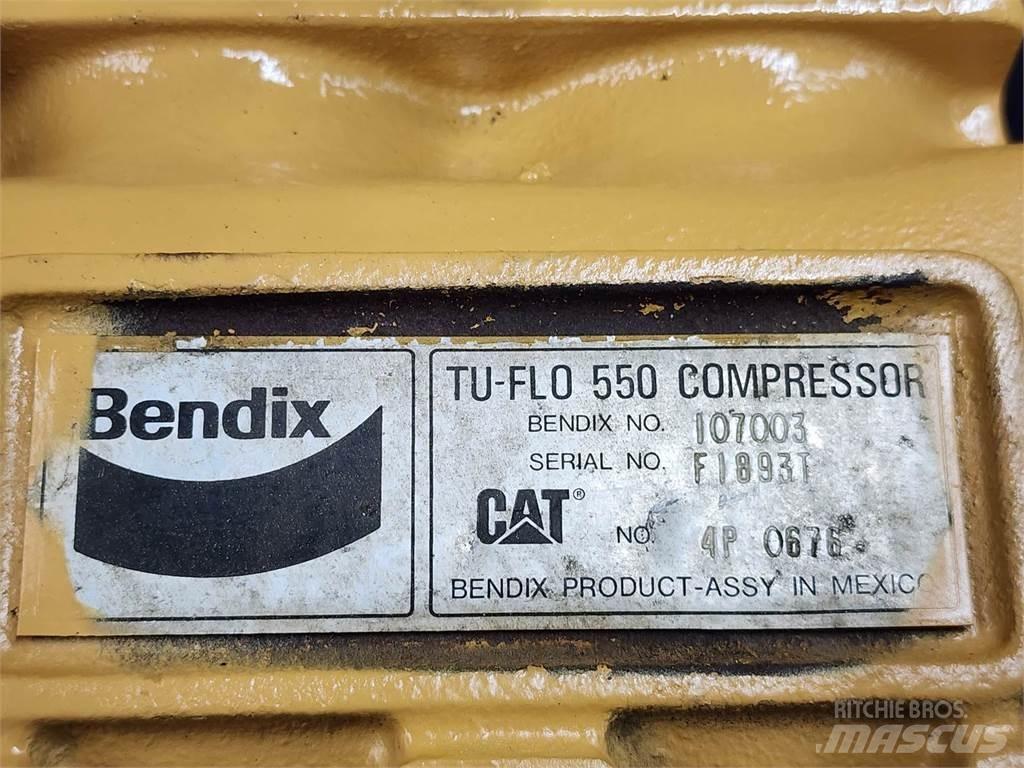 Bendix
TU-FLO 550 COMPRESSOR
BENDIX NO. 107003
SERIAL NO. F1893T
CAT® NO. 4P 0676
BENDIX PRODUCT-ASSY IN MEXICO
RITCHIE BROS.
MASCUS